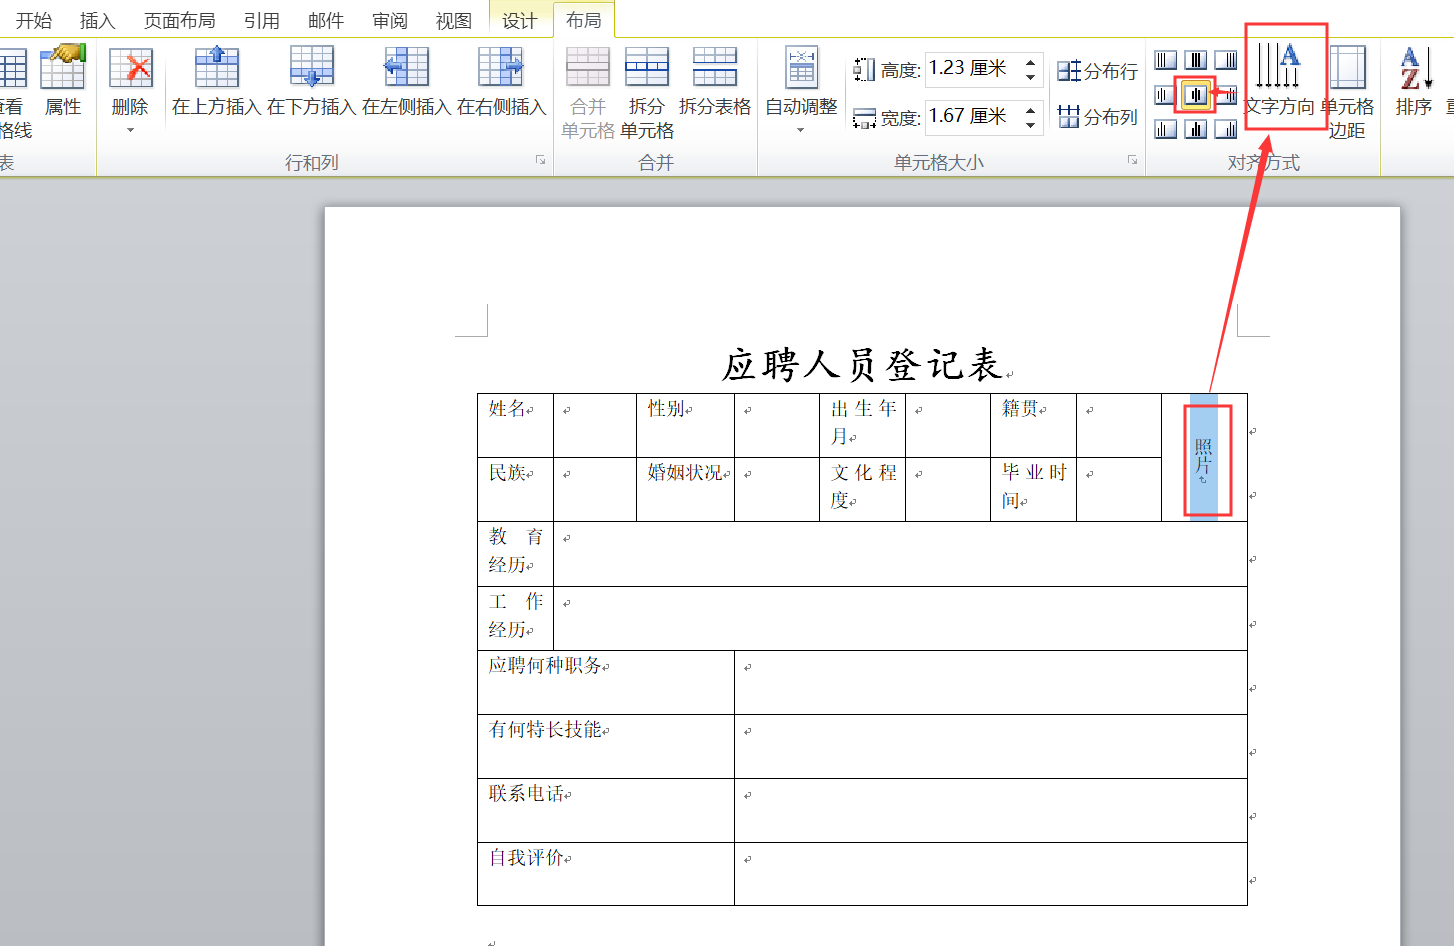 开始 插入 页面布局 引用 邮件 审阅 视图 设计 布局
查看 属性 删除 在上方插入 在下方插入 在左侧插入 在右侧插入 合并 拆分 拆分表格 自动调整 高度: 1.23 厘米 分布行 文字方向 单元格 排序
格线 单元格 单元格 宽度: 1.67 厘米 分布列 边距
表 行和列 合并 单元格大小 对齐方式
应聘人员登记表
姓名 性别 出生年月 籍贯 照片
民族 婚姻状况 文化程度 毕业时间
教育
经历
工作
经历
应聘何种职务
有何特长技能
联系电话
自我评价